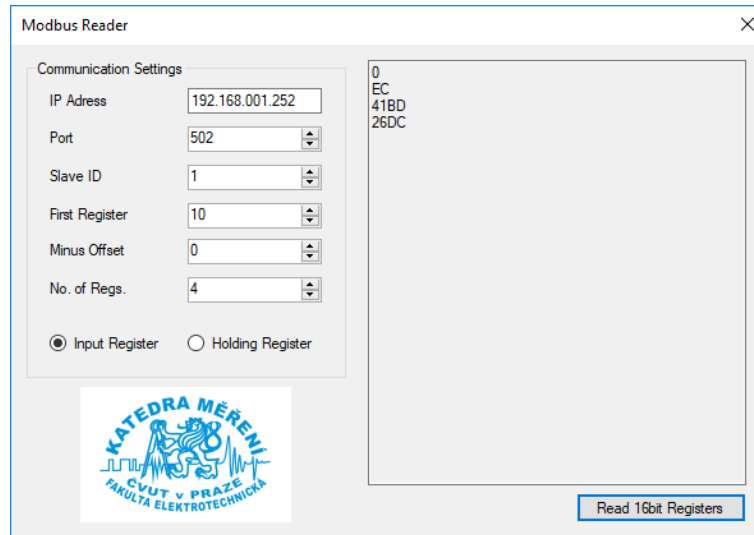 Modbus Reader
Communication Settings
IP Adress 192.168.001.252
Port 502
Slave ID 1
First Register 10
Minus Offset 0
No. of Regs. 4
Input Register Holding Register
KATEDRA MĚŘENÍ
ČVUT V PRAZE
FAKULTA ELEKTROTECHNICKÁ
0
EC
41BD
26DC
Read 16bit Registers